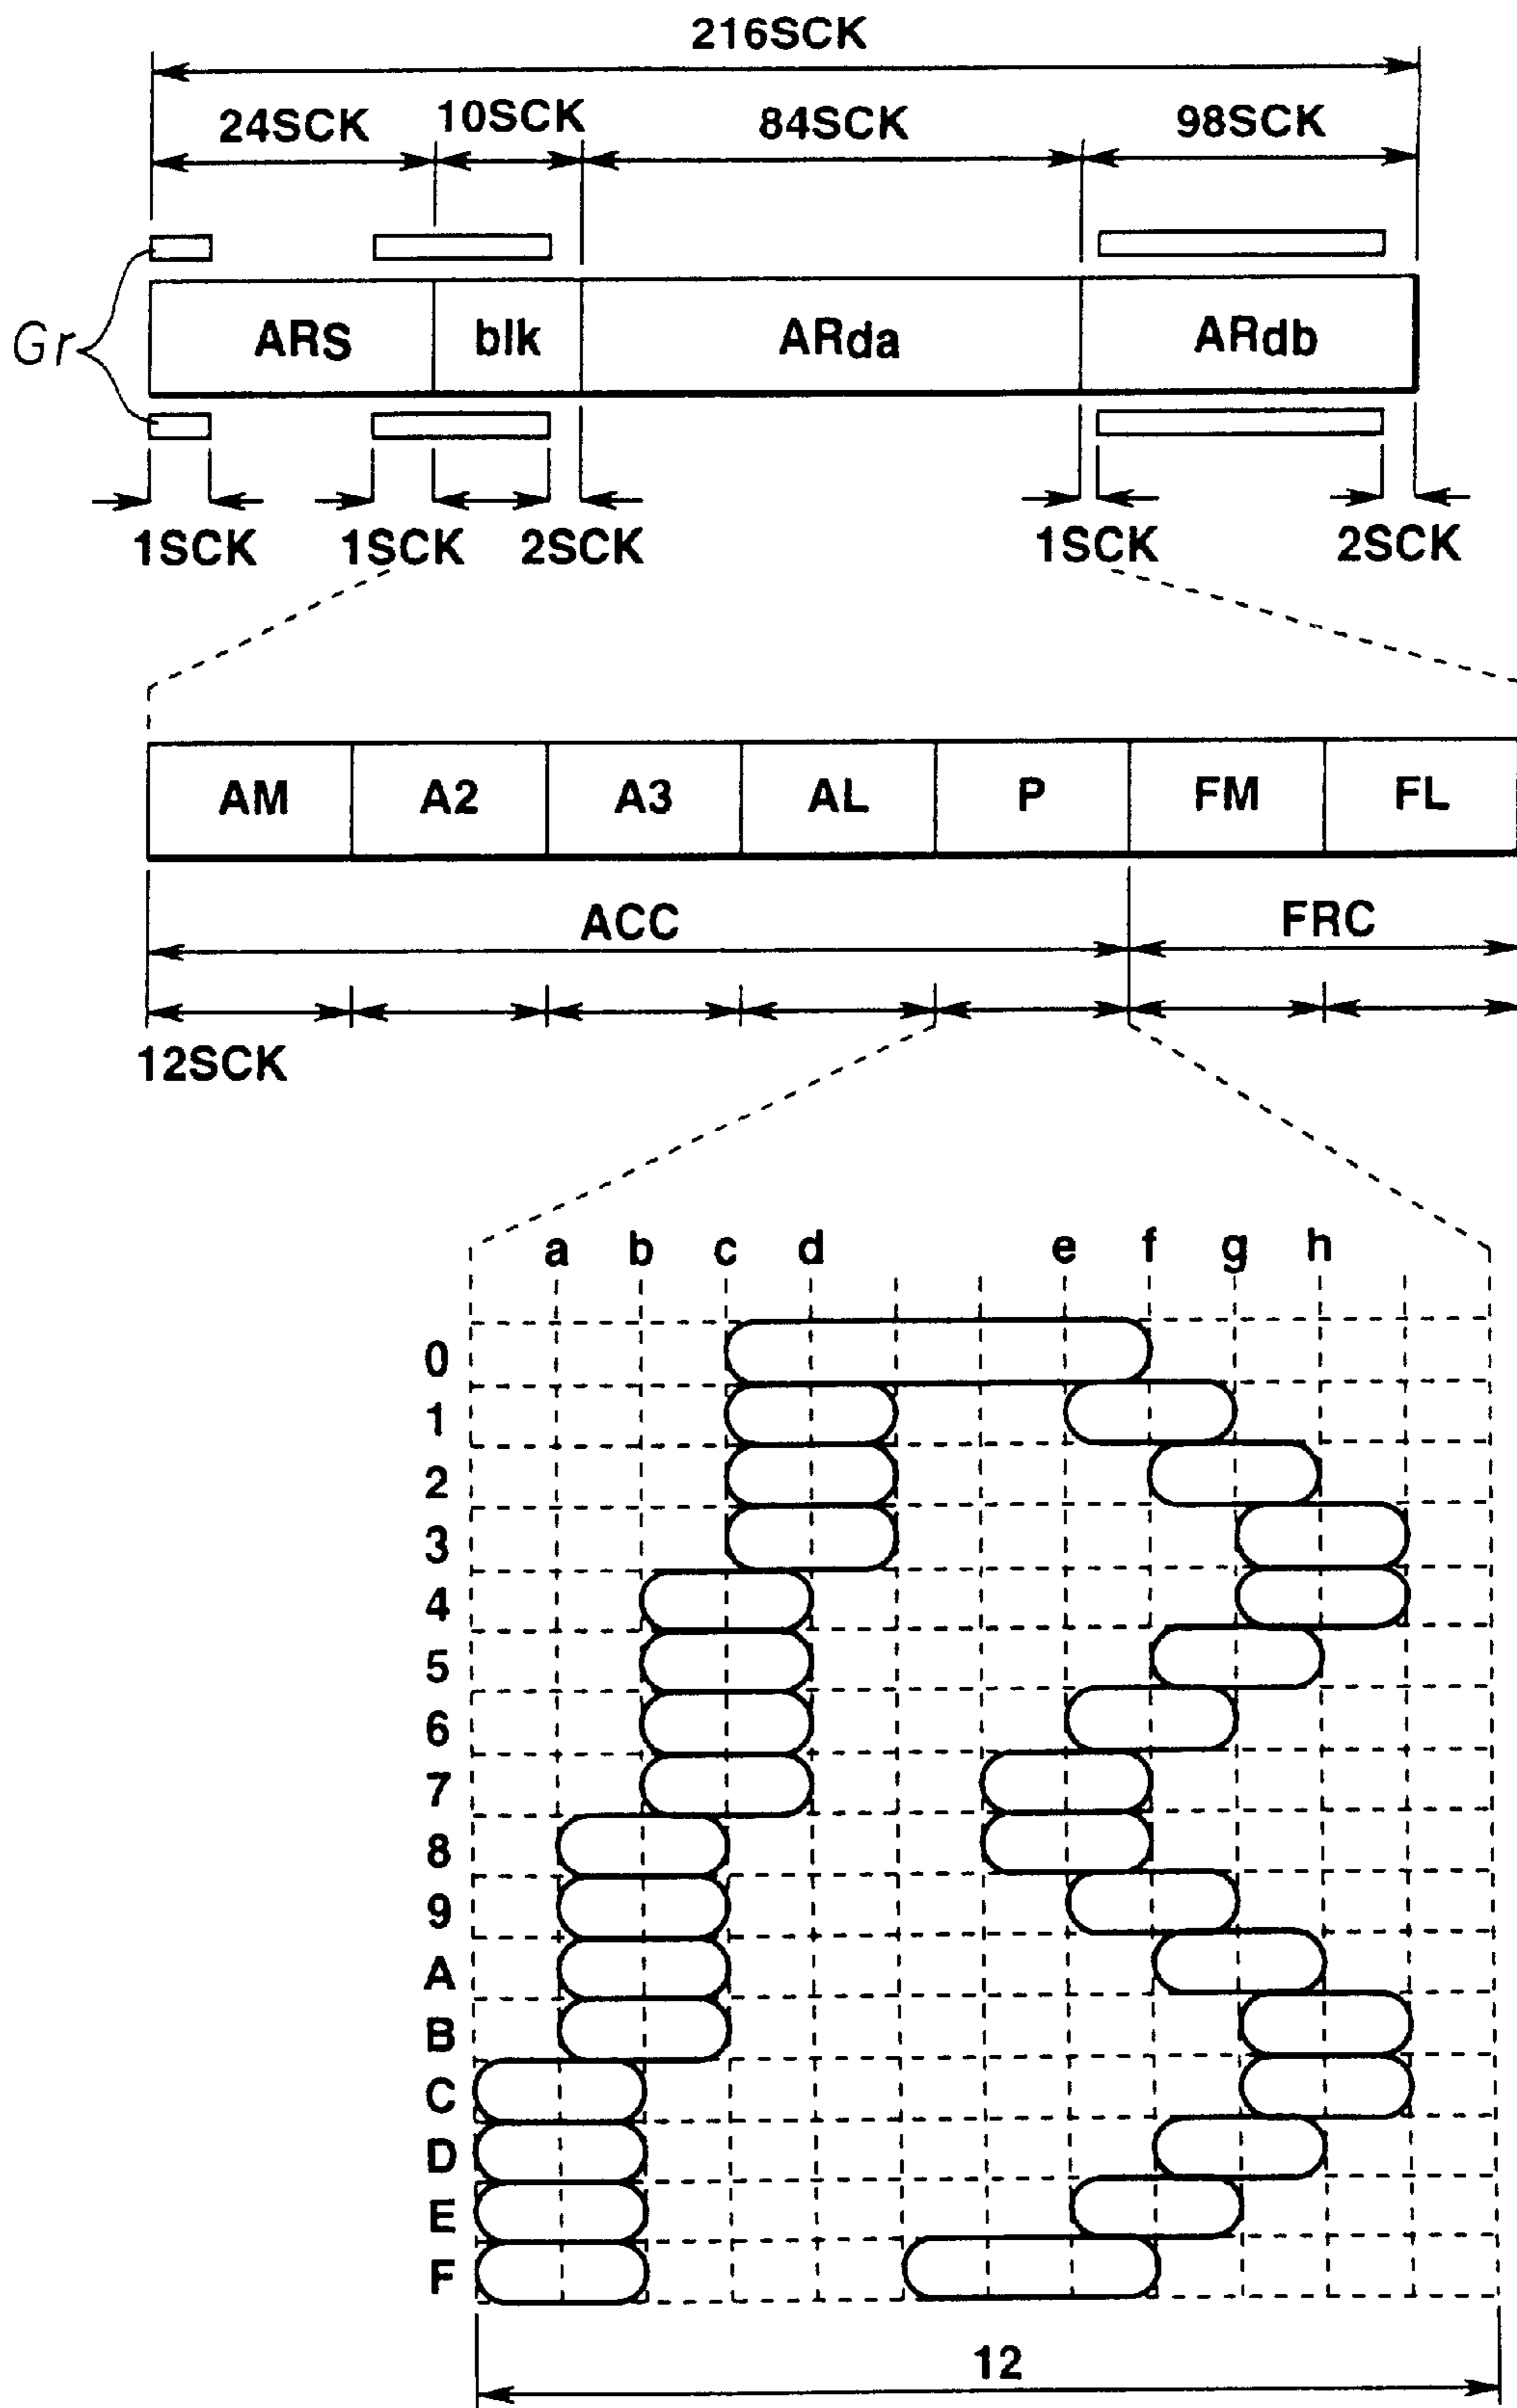 216SCK
24SCK 10SCK 84SCK 98SCK
Gr ARS blk ARda ARdb
1SCK 1SCK 2SCK 1SCK 2SCK
AM A2 A3 AL P FM FL
ACC FRC
12SCK
a b c d e f g h
0
1
2
3
4
5
6
7
8
9
A
B
C
D
E
F
12